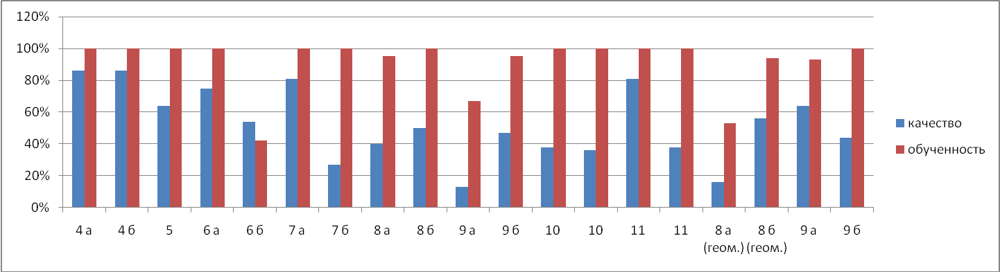 120%
100%
80%
60%
40%
20%
0%
4 а 4 б 5 6 а 6 б 7 а 7 б 8 а 8 б 9 а 9 б 10 10 11 11 8 а 8 б 9 а 9 б
(геом.) (геом.)
качество
обученность